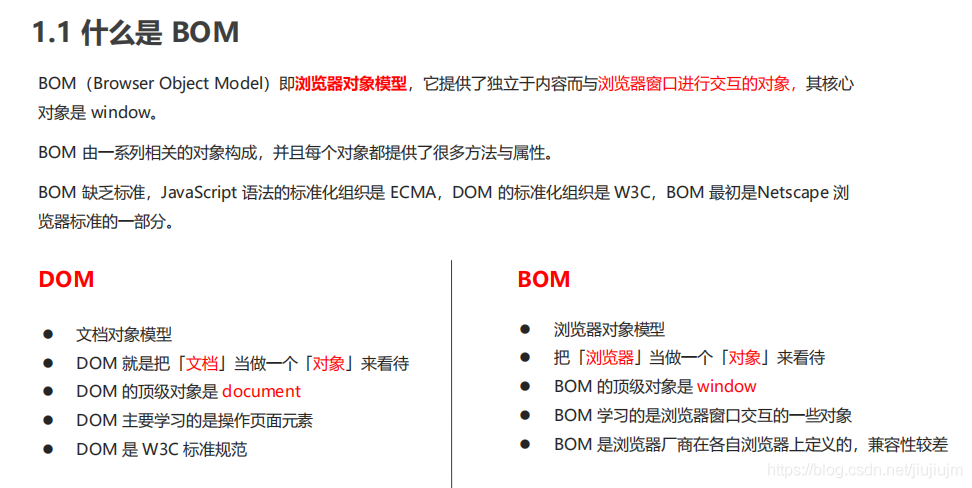 1.1 什么是 BOM
BOM（Browser Object Model）即浏览器对象模型，它提供了独立于内容而与浏览器窗口进行交互的对象，其核心
对象是 window。
BOM 由一系列相关的对象构成，并且每个对象都提供了很多方法与属性。
BOM 缺乏标准，JavaScript 语法的标准化组织是 ECMA，DOM 的标准化组织是 W3C，BOM 最初是Netscape 浏
览器标准的一部分。
DOM
● 文档对象模型
● DOM 就是把「文档」当做一个「对象」来看待
● DOM 的顶级对象是 document
● DOM 主要学习的是操作页面元素
● DOM 是 W3C 标准规范
BOM
● 浏览器对象模型
● 把「浏览器」当做一个「对象」来看待
● BOM 的顶级对象是 window
● BOM 学习的是浏览器窗口交互的一些对象
● BOM 是浏览器厂商在各自浏览器上定义的，兼容性较差
https://blog.csdn.net/jiujiujm